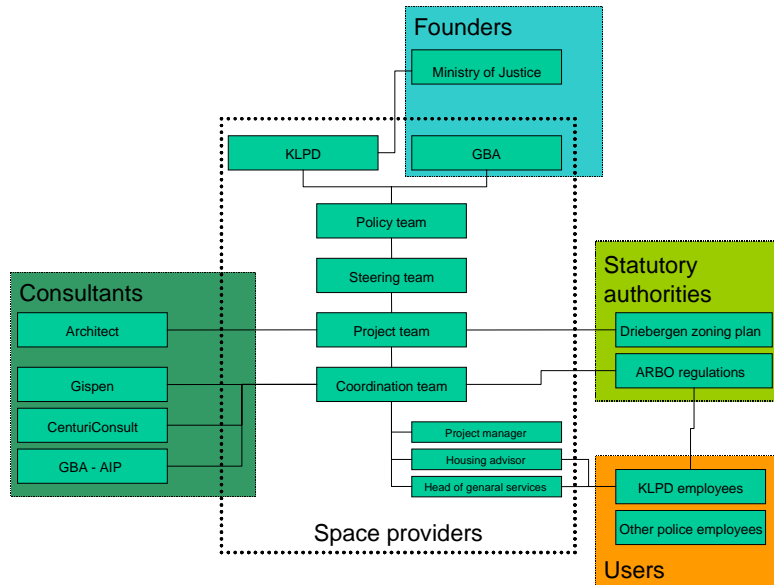 Founders
Ministry of Justice
KLPD
GBA
Policy team
Steering team
Statutory
authorities
Consultants
Architect
Project team
Driebergen zoning plan
Gispen
Coordination team
ARBO regulations
CenturiConsult
Project manager
GBA - AIP
Housing advisor
Head of genaral services
KLPD employees
Other police employees
Space providers
Users